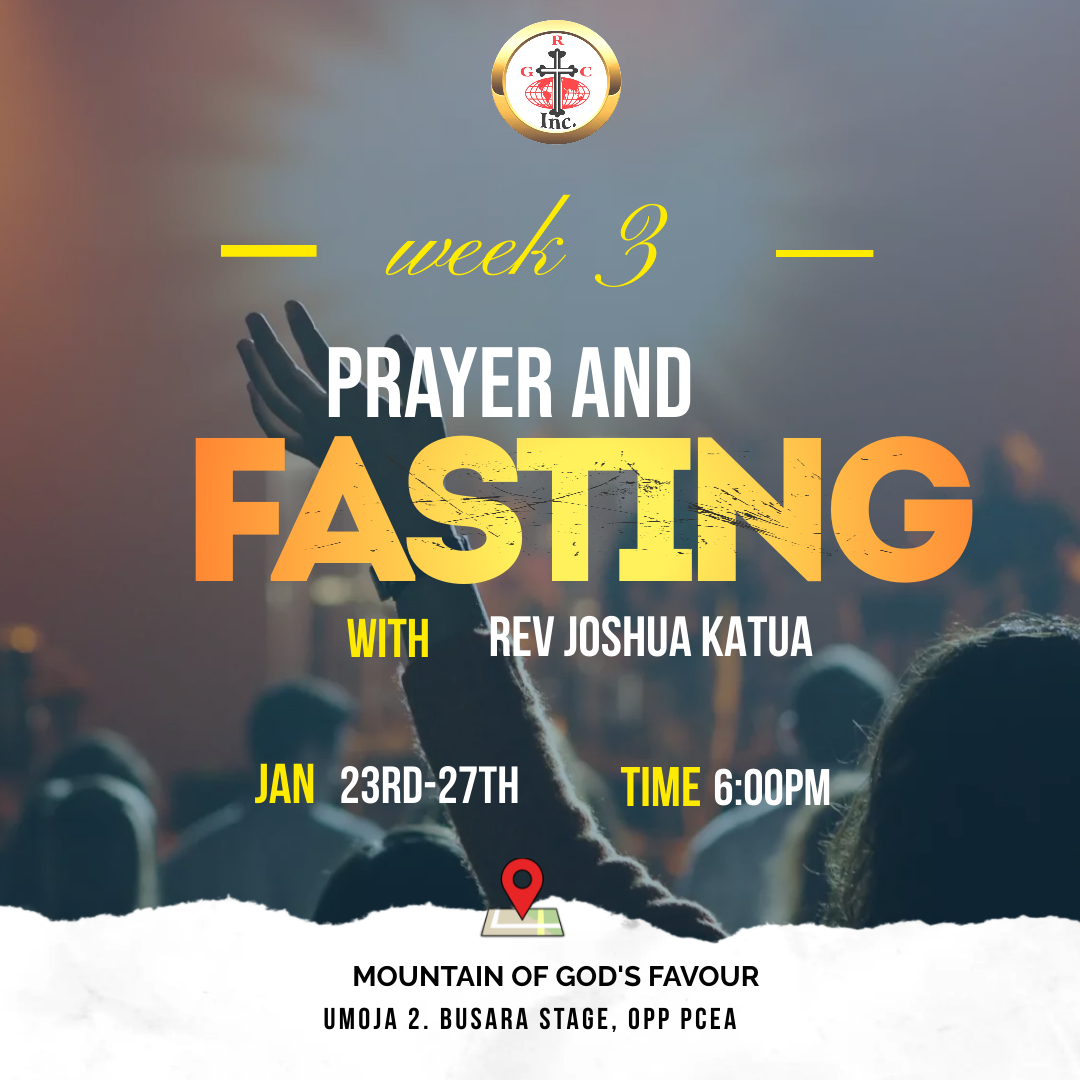 R
G C
Inc.
week 3
PRAYER AND
FASTING
WITH REV JOSHUA KATUA
JAN 23RD-27TH TIME 6:00PM
MOUNTAIN OF GOD'S FAVOUR
UMOJA 2. BUSARA STAGE, OPP PCEA